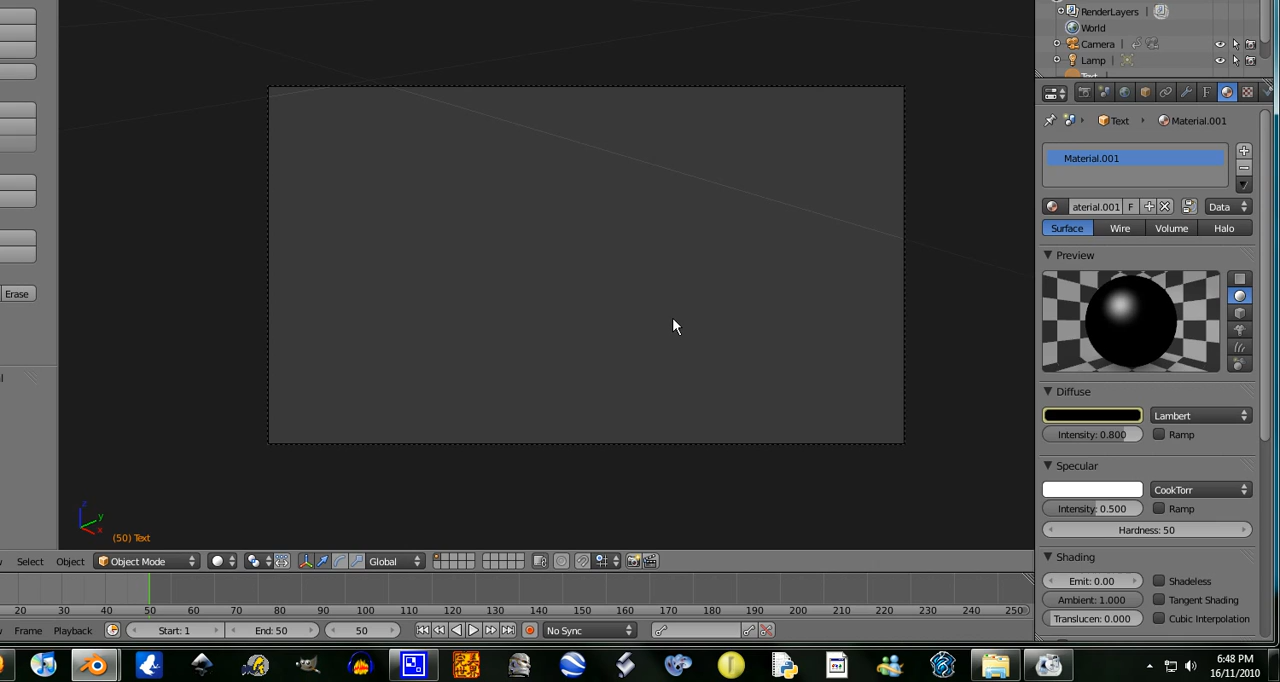 RenderLayers |
World
Camera |
Lamp |
Text Material.001
Material.001
aterial.001 F Data
Surface Wire Volume Halo
Preview
Erase
Diffuse
Lambert
Intensity: 0.800 Ramp
Specular
CookTorr
Intensity: 0.500 Ramp
Hardness: 50
Shading
Emit: 0.00 Shadeless
Ambient: 1.000 Tangent Shading
Translucen: 0.000 Cubic Interpolation
z
y
x
(50) Text
Select Object Object Mode Global
20 30 40 50 60 70 80 90 100 110 120 130 140 150 160 170 180 190 200 210 220 230 240 250
Frame Playback Start: 1 End: 50 50 No Sync
6:48 PM
16/11/2010